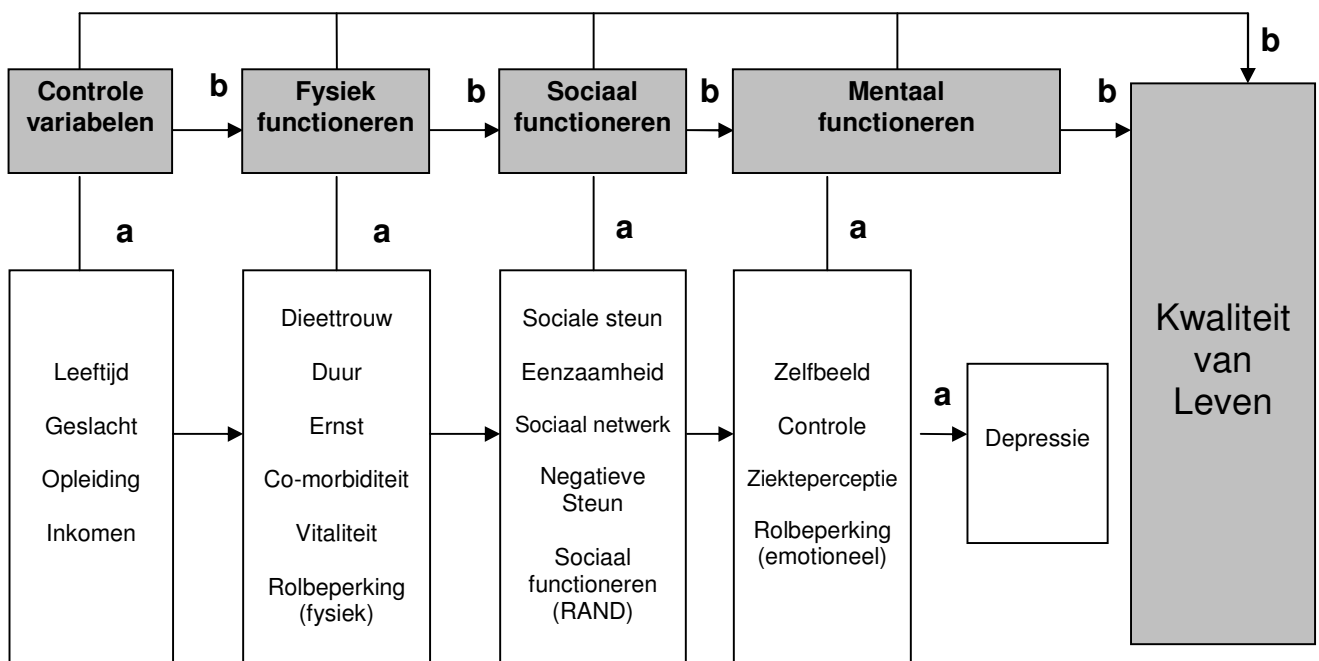 b
Controle
variabelen
b
Fysiek
functioneren
b
Sociaal
functioneren
b
Mentaal
functioneren
b
a
a
a
a
Leeftijd
Geslacht
Opleiding
Inkomen
Dieettrouw
Duur
Ernst
Co-morbiditeit
Vitaliteit
Rolbeperking
(fysiek)
Sociale steun
Eenzaamheid
Sociaal netwerk
Negatieve
Steun
Sociaal
functioneren
(RAND)
Zelfbeeld
Controle
Ziekteperceptie
Rolbeperking
(emotioneel)
a
Depressie
Kwaliteit
van
Leven